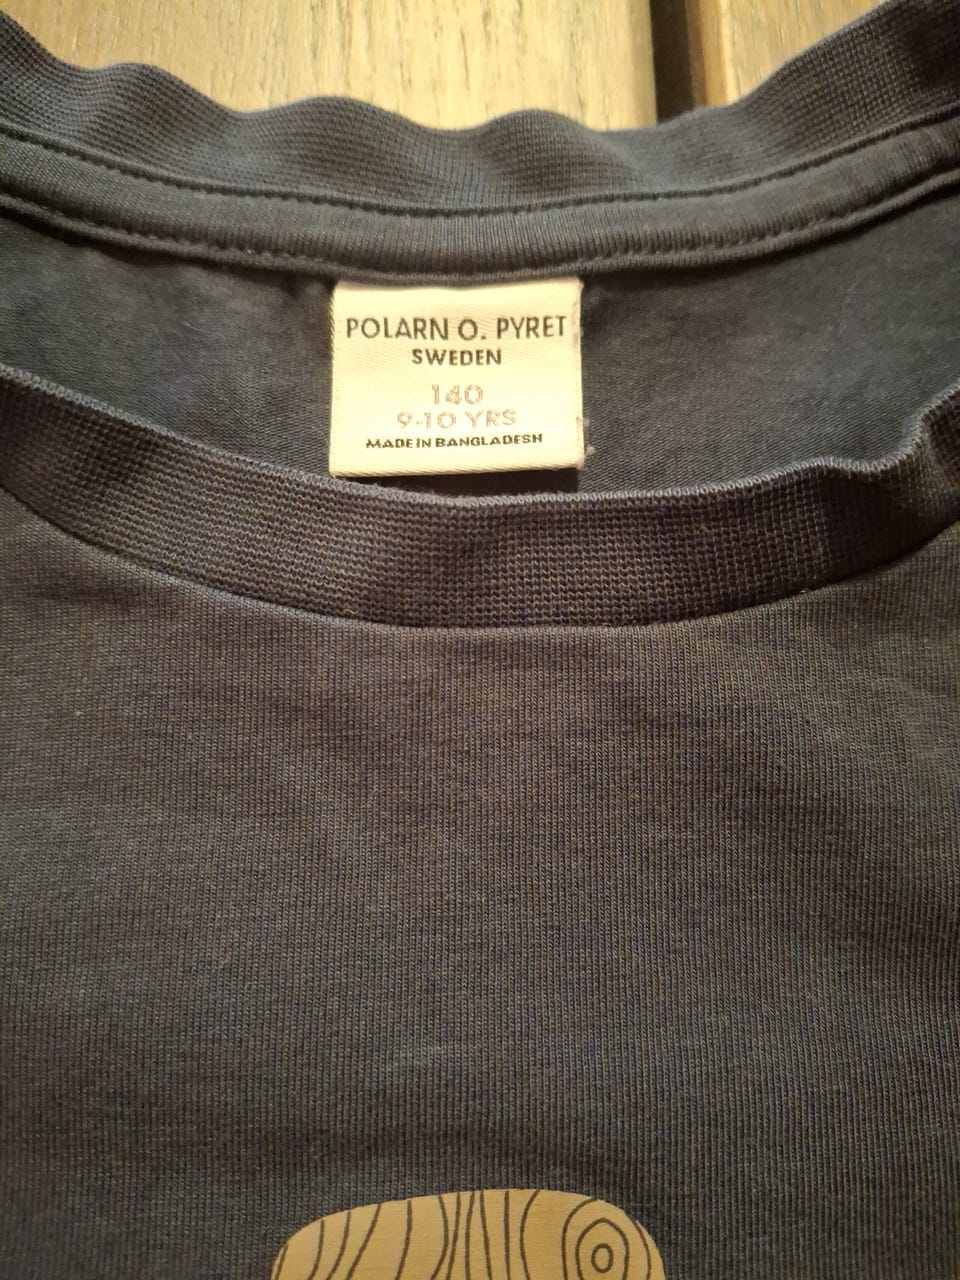 POLARN O. PYRET
SWEDEN
140
9-10 YRS
MADE IN BANGLADESH